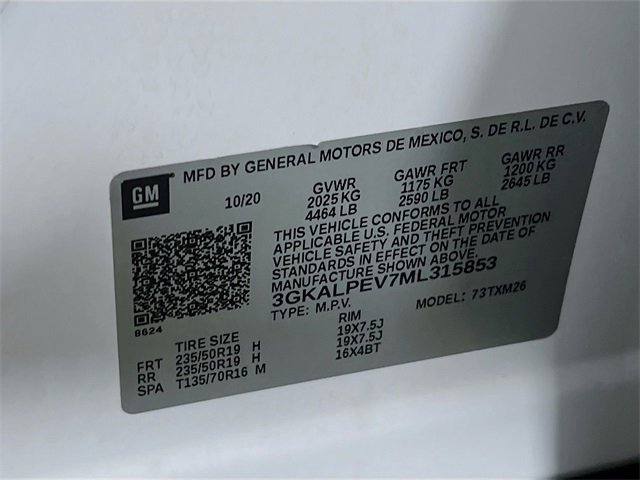 MFD BY GENERAL MOTORS DE MEXICO, S. DE R.L. DE C.V.
GM
10/20
GVWR GAWR FRT GAWR RR
2025 KG 1175 KG 1200 KG
4464 LB 2590 LB 2645 LB
THIS VEHICLE CONFORMS TO ALL
APPLICABLE U.S. FEDERAL MOTOR
VEHICLE SAFETY AND THEFT PREVENTION
STANDARDS IN EFFECT ON THE DATE OF
MANUFACTURE SHOWN ABOVE.
3GKALPEV7ML315853
TYPE: M.P.V. MODEL: 73TXM26
8624
TIRE SIZE RIM
FRT 235/50R19 H 19X7.5J
RR 235/50R19 H 19X7.5J
SPA T135/70R16 M 16X4BT